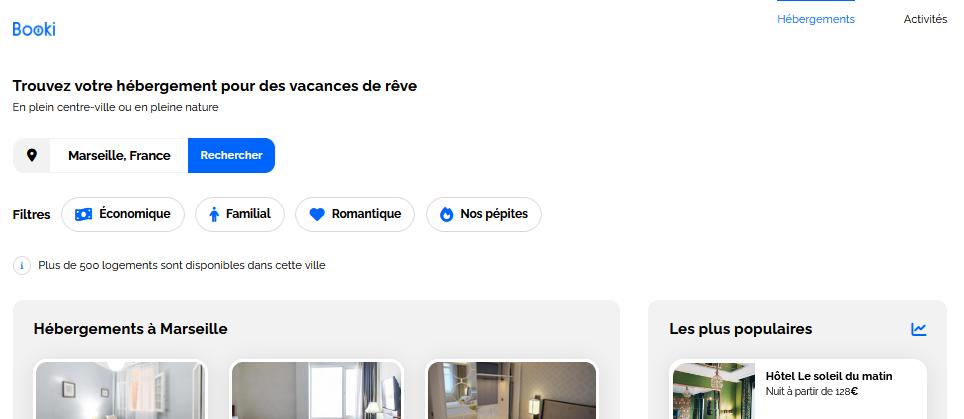 Booki
Hébergements
Activités
Trouvez votre hébergement pour des vacances de rêve
En plein centre-ville ou en pleine nature
Marseille, France
Rechercher
Filtres
Économique
Familial
Romantique
Nos pépites
i
Plus de 500 logements sont disponibles dans cette ville
Hébergements à Marseille
Les plus populaires
Hôtel Le soleil du matin
Nuit à partir de 128€